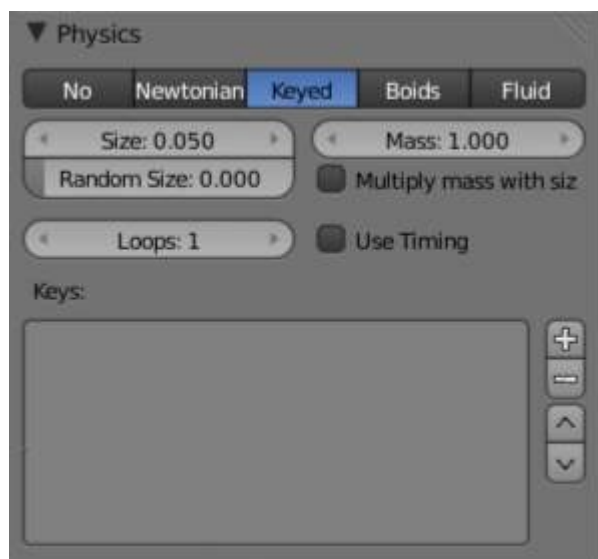 Physics
No Newtonian Keyed Boids Fluid
Size: 0.050 Mass: 1.000
Random Size: 0.000 Multiply mass with siz
Loops: 1 Use Timing
Keys: